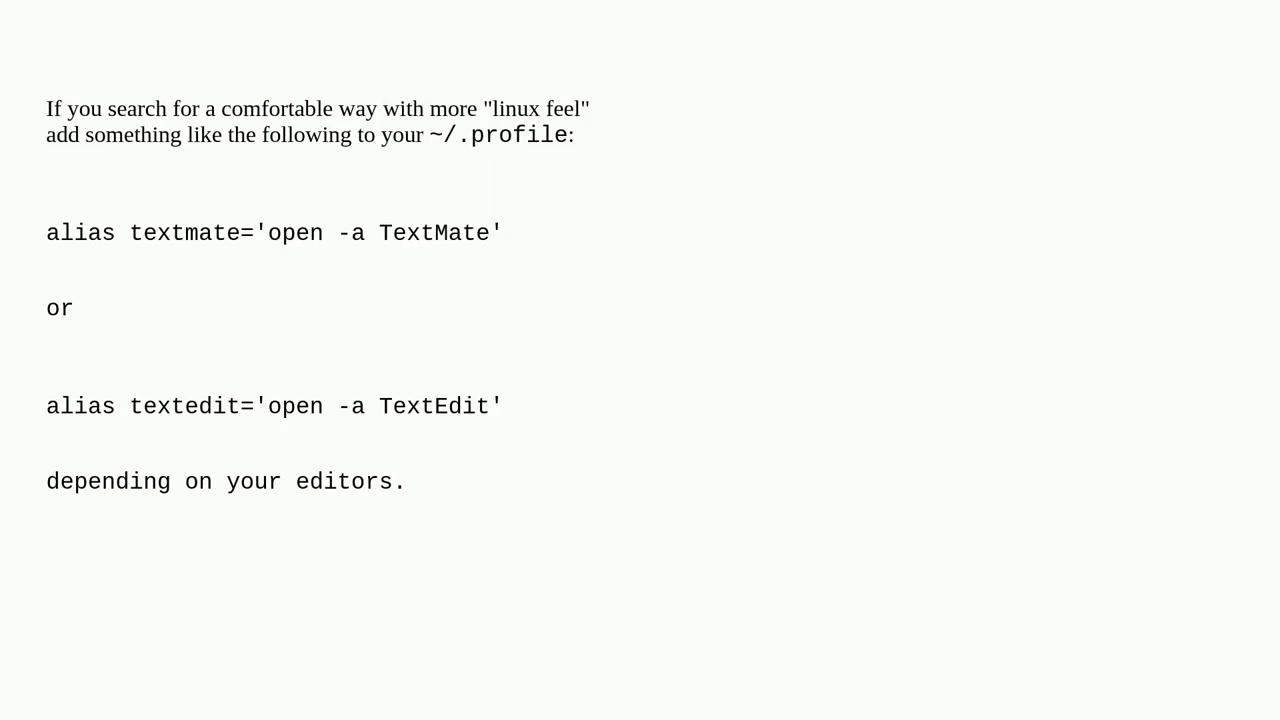 If you search for a comfortable way with more "linux feel"
add something like the following to your ~/.profile:
alias textmate='open -a TextMate'
or
alias textedit='open -a TextEdit'
depending on your editors.